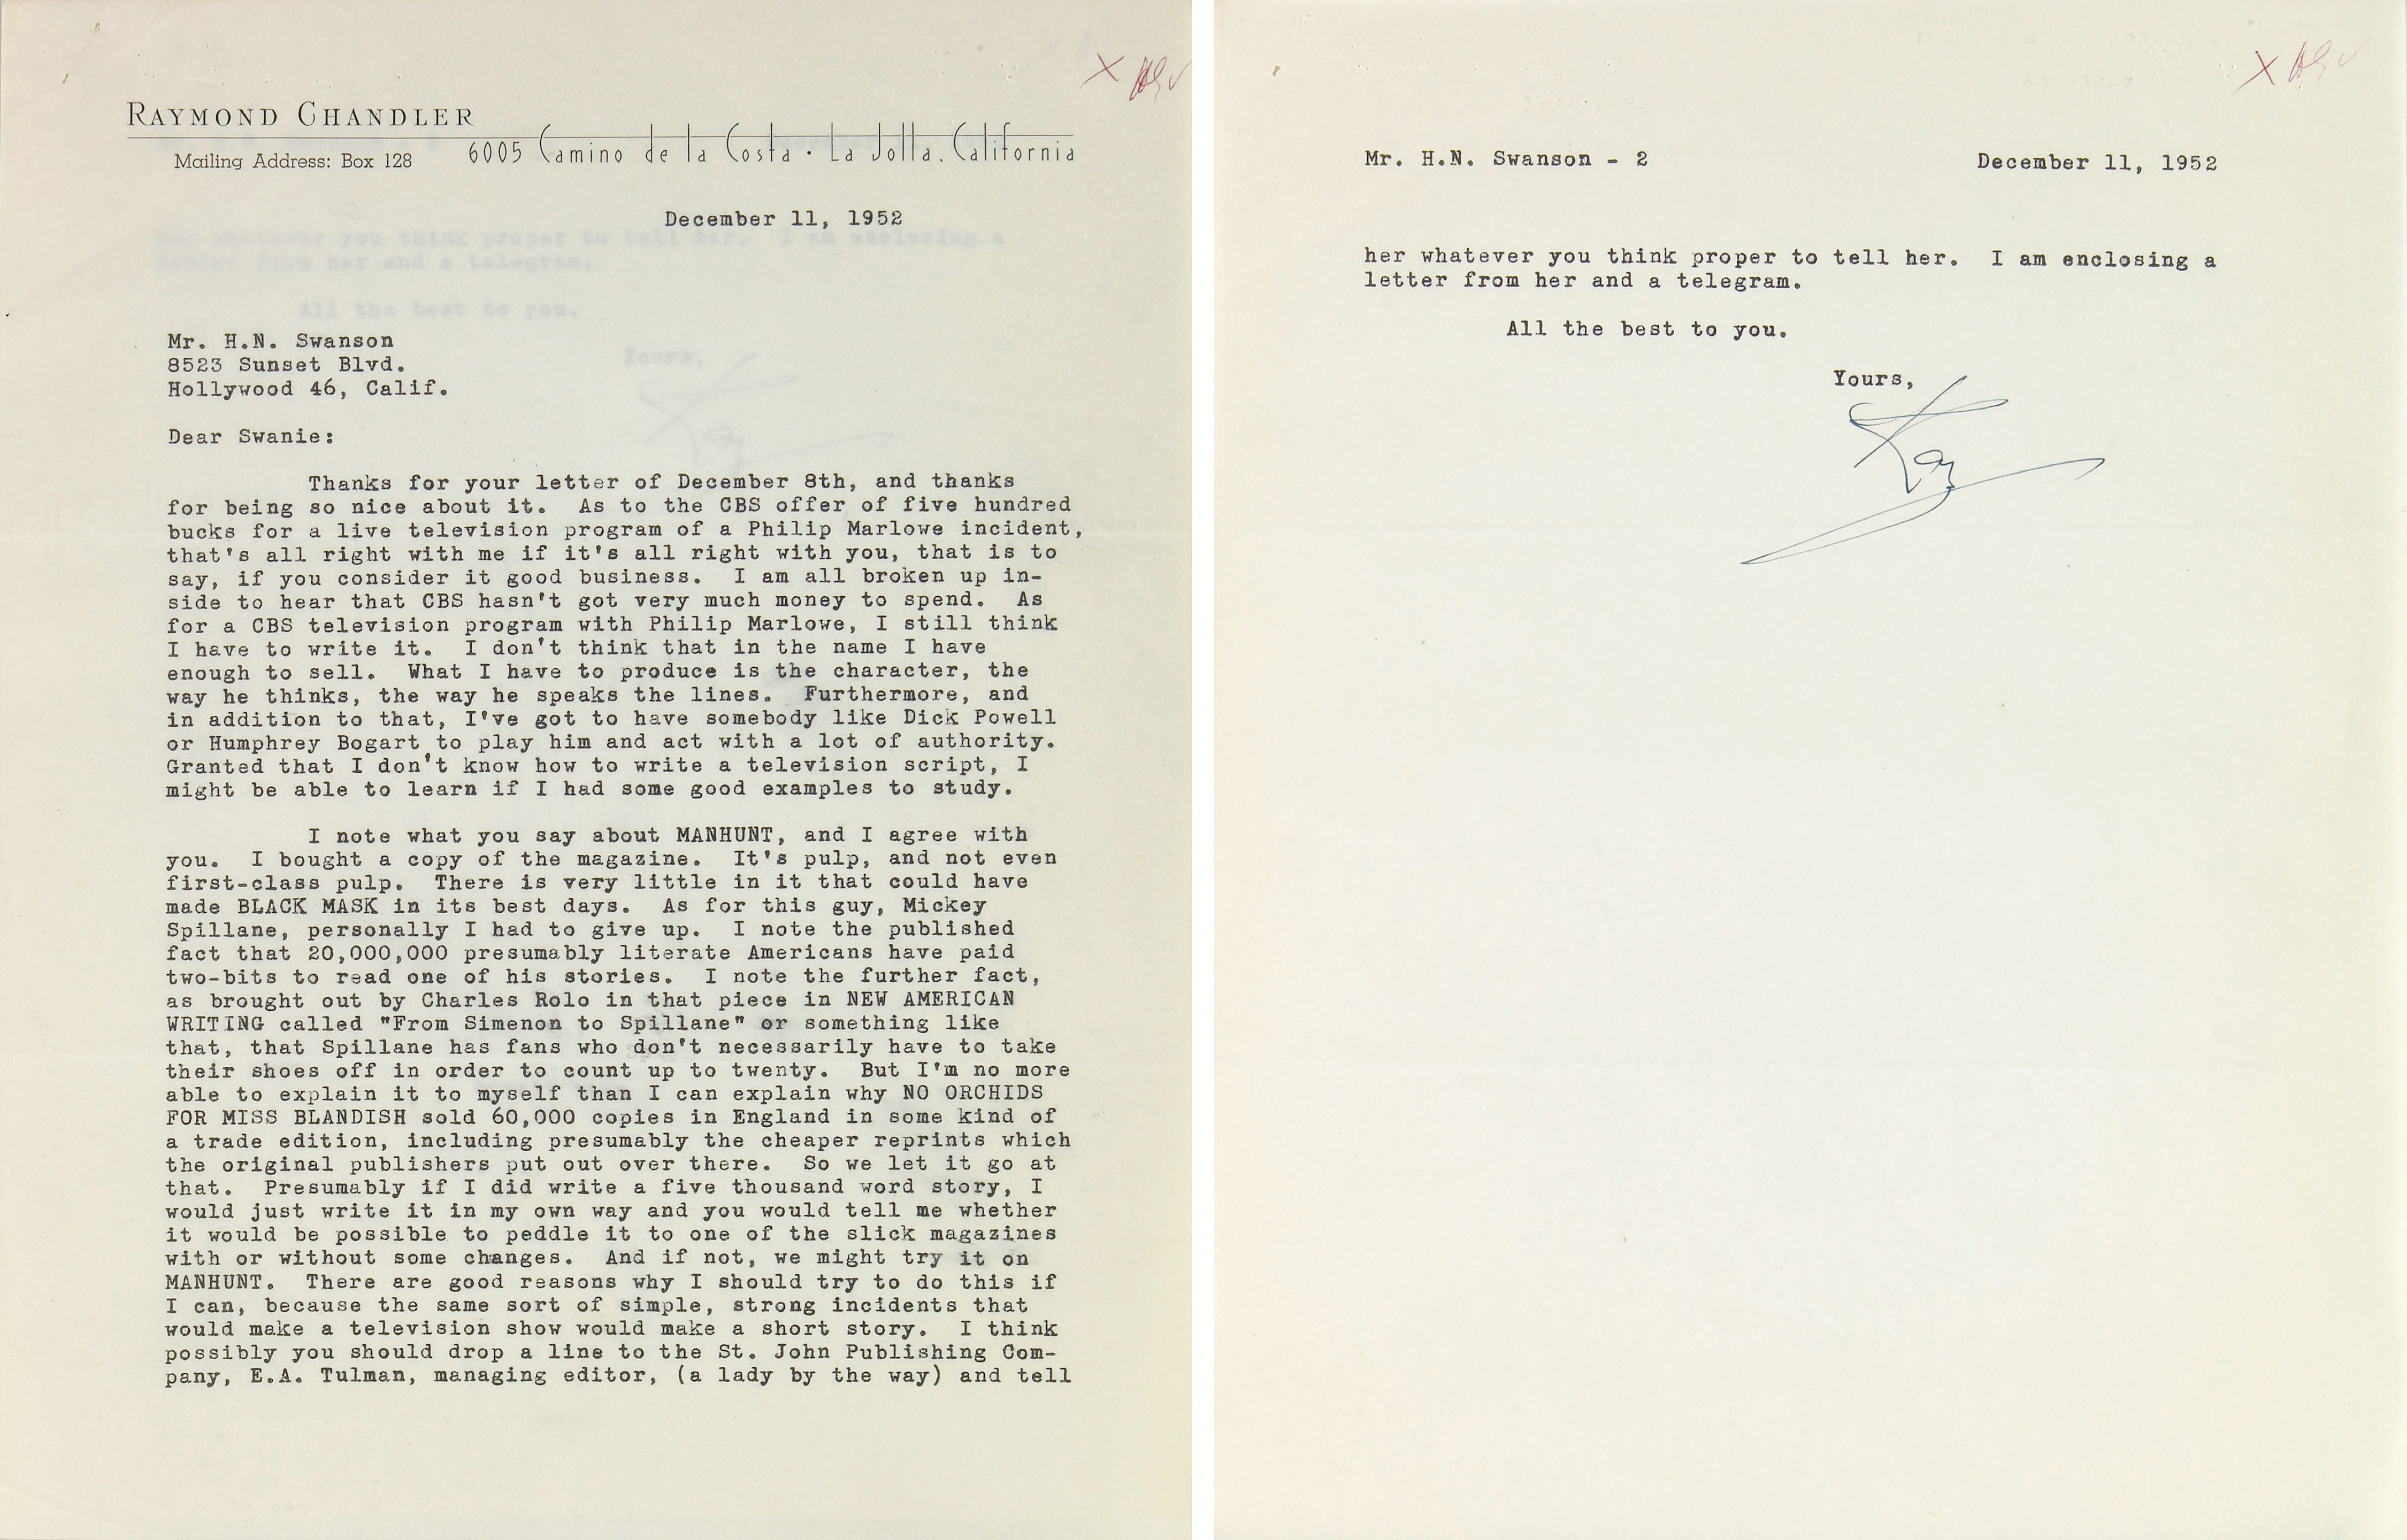 RAYMOND CHANDLER
Mailing Address: Box 128 6005 Camino de la Costa · La Jolla, California
December 11, 1952
Mr. H.N. Swanson
8523 Sunset Blvd.
Hollywood 46, Calif.
Dear Swanie:
Thanks for your letter of December 8th, and thanks
for being so nice about it. As to the CBS offer of five hundred
bucks for a live television program of a Philip Marlowe incident,
that's all right with me if it's all right with you, that is to
say, if you consider it good business. I am all broken up in-
side to hear that CBS hasn't got very much money to spend. As
for a CBS television program with Philip Marlowe, I still think
I have to write it. I don't think that in the name I have
enough to sell. What I have to produce is the character, the
way he thinks, the way he speaks the lines. Furthermore, and
in addition to that, I've got to have somebody like Dick Powell
or Humphrey Bogart to play him and act with a lot of authority.
Granted that I don't know how to write a television script, I
might be able to learn if I had some good examples to study.
I note what you say about MANHUNT, and I agree with
you. I bought a copy of the magazine. It's pulp, and not even
first-class pulp. There is very little in it that could have
made BLACK MASK in its best days. As for this guy, Mickey
Spillane, personally I had to give up. I note the published
fact that 20,000,000 presumably literate Americans have paid
two-bits to read one of his stories. I note the further fact,
as brought out by Charles Rolo in that piece in NEW AMERICAN
WRITING called "From Simenon to Spillane" or something like
that, that Spillane has fans who don't necessarily have to take
their shoes off in order to count up to twenty. But I'm no more
able to explain it to myself than I can explain why NO ORCHIDS
FOR MISS BLANDISH sold 60,000 copies in England in some kind of
a trade edition, including presumably the cheaper reprints which
the original publishers put out over there. So we let it go at
that. Presumably if I did write a five thousand word story, I
would just write it in my own way and you would tell me whether
it would be possible to peddle it to one of the slick magazines
with or without some changes. And if not, we might try it on
MANHUNT. There are good reasons why I should try to do this if
I can, because the same sort of simple, strong incidents that
would make a television show would make a short story. I think
possibly you should drop a line to the St. John Publishing Com-
pany, E.A. Tulman, managing editor, (a lady by the way) and tell
X
Mr. H.N. Swanson - 2 December 11, 1952
her whatever you think proper to tell her. I am enclosing a
letter from her and a telegram.
All the best to you.
Yours,
Ray
X